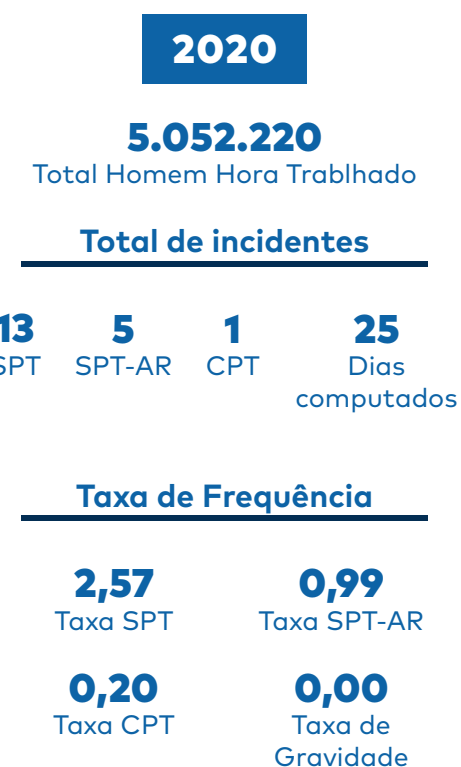 2020
5.052.220
Total Homem Hora Trablhado
Total de incidentes
13 5 1 25
SPT SPT-AR CPT Dias
computados
Taxa de Frequência
2,57 0,99
Taxa SPT Taxa SPT-AR
0,20 0,00
Taxa CPT Taxa de
Gravidade